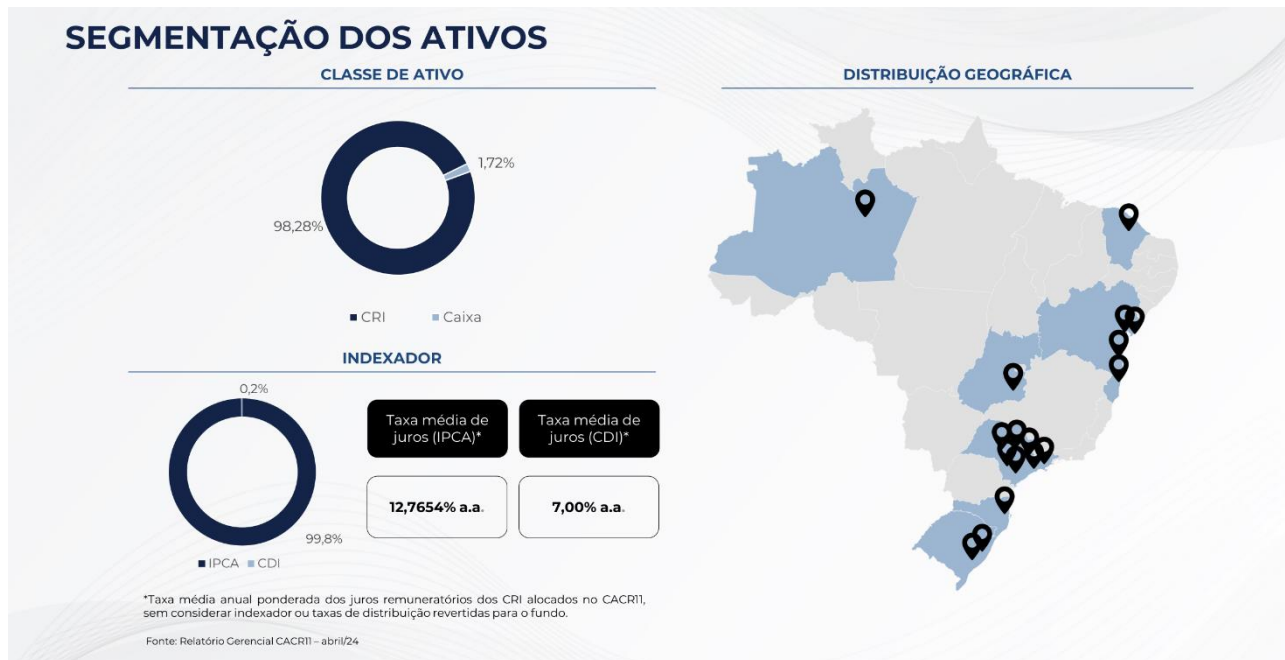 SEGMENTAÇÃO DOS ATIVOS
CLASSE DE ATIVO
1,72%
98,28%
CRI
Caixa
INDEXADOR
0,2%
99,8%
IPCA
CDI
Taxa média de
juros (IPCA)*
Taxa média de
juros (CDI)*
12,7654% a.a.
7,00% a.a.
*Taxa média anual ponderada dos juros remuneratórios dos CRI alocados no CACR11,
sem considerar indexador ou taxas de distribuição revertidas para o fundo.
Fonte: Relatório Gerencial CACR11 – abril/24
DISTRIBUIÇÃO GEOGRÁFICA